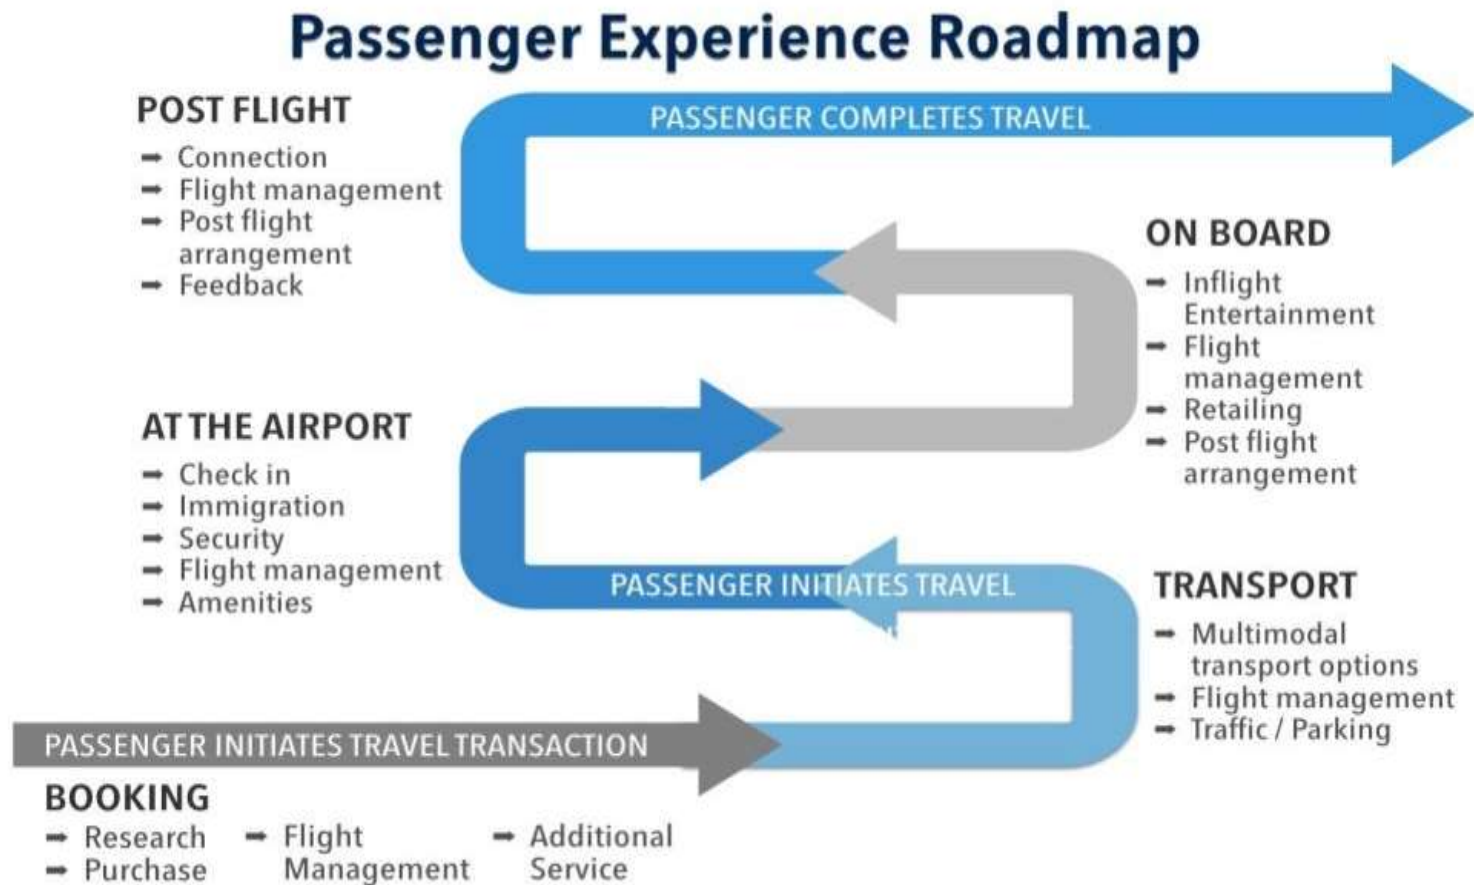 Passenger Experience Roadmap
POST FLIGHT
➡ Connection
➡ Flight management
➡ Post flight
arrangement
➡ Feedback
PASSENGER COMPLETES TRAVEL
ON BOARD
➡ Inflight
Entertainment
➡ Flight
management
➡ Retailing
➡ Post flight
arrangement
AT THE AIRPORT
➡ Check in
➡ Immigration
➡ Security
➡ Flight management
➡ Amenities
PASSENGER INITIATES TRAVEL
TRANSPORT
➡ Multimodal
transport options
➡ Flight management
➡ Traffic / Parking
PASSENGER INITIATES TRAVEL TRANSACTION
BOOKING
➡ Research
➡ Purchase
➡ Flight
Management
➡ Additional
Service